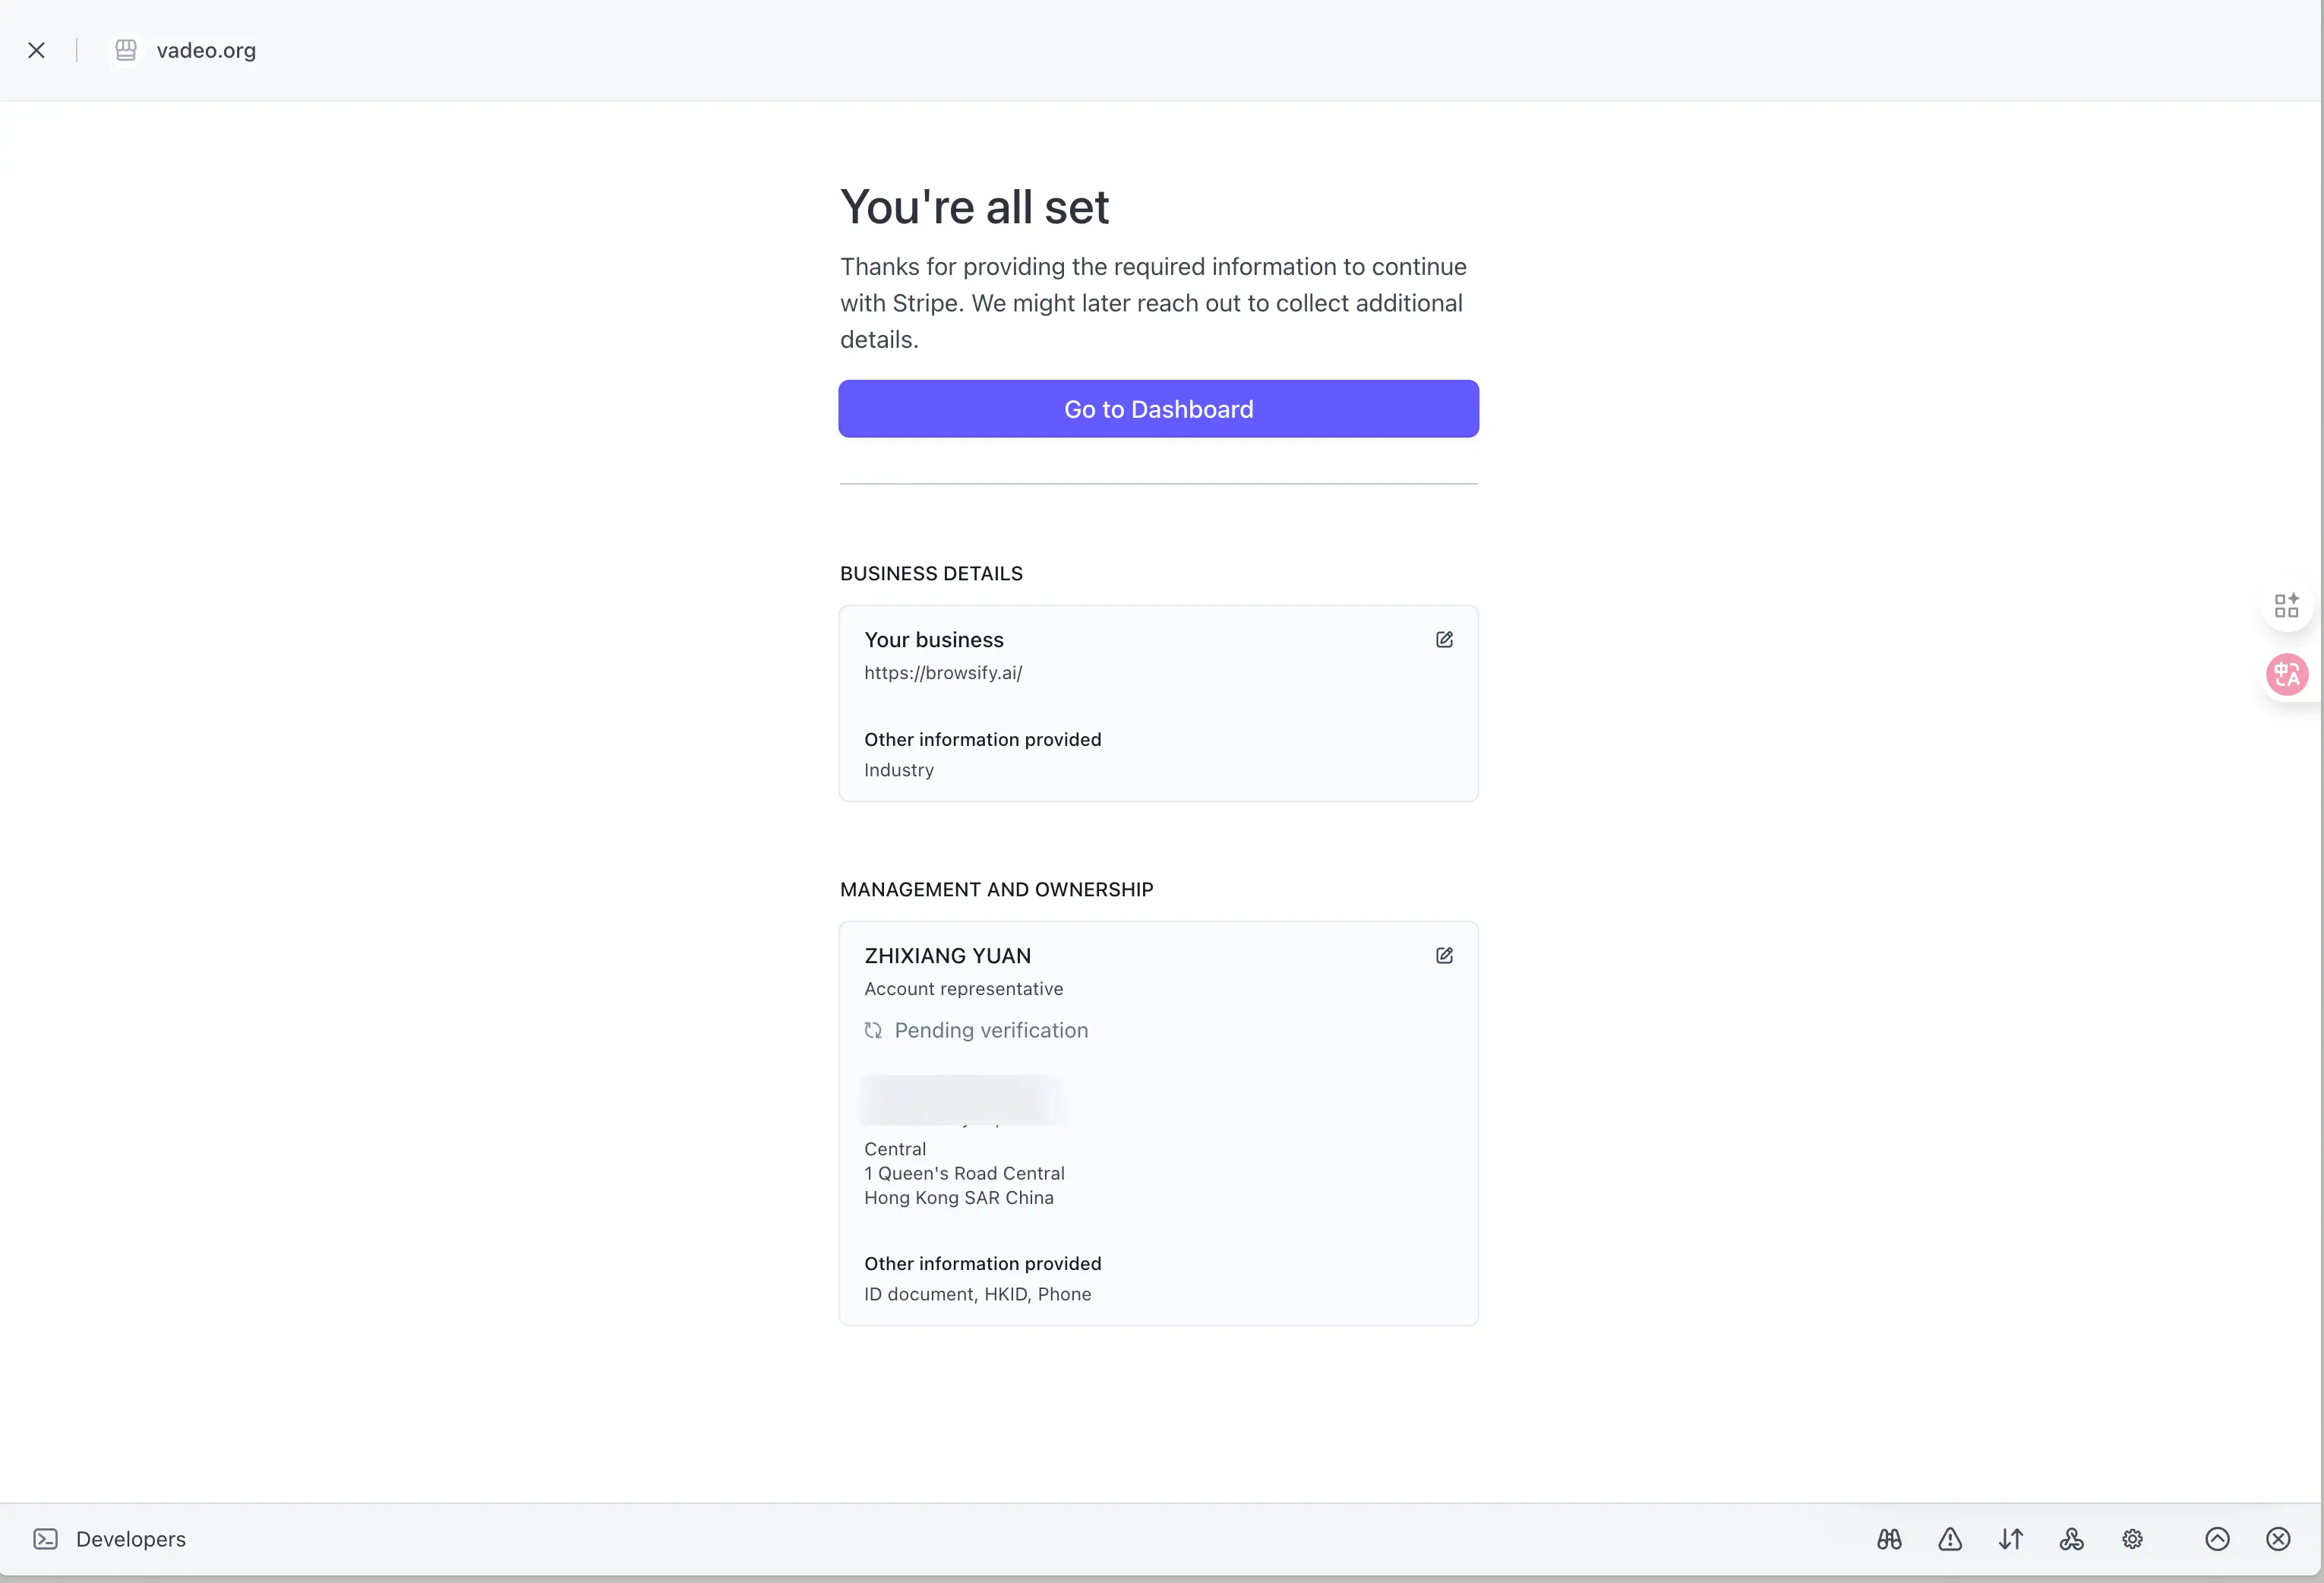 vadeo.org
You're all set
Thanks for providing the required information to continue
with Stripe. We might later reach out to collect additional
details.
Go to Dashboard
BUSINESS DETAILS
Your business
https://browsify.ai/
Other information provided
Industry
MANAGEMENT AND OWNERSHIP
ZHIXIANG YUAN
Account representative
Pending verification
Central
1 Queen's Road Central
Hong Kong SAR China
Other information provided
ID document, HKID, Phone
中A
Developers